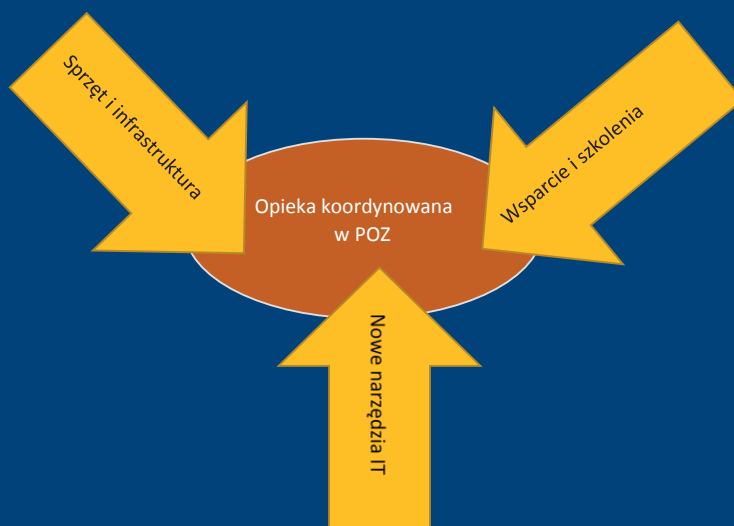 Sprzęt i infrastruktura
Wsparcie i szkolenia
Opieka koordynowana
w POZ
Nowe narzędzia IT